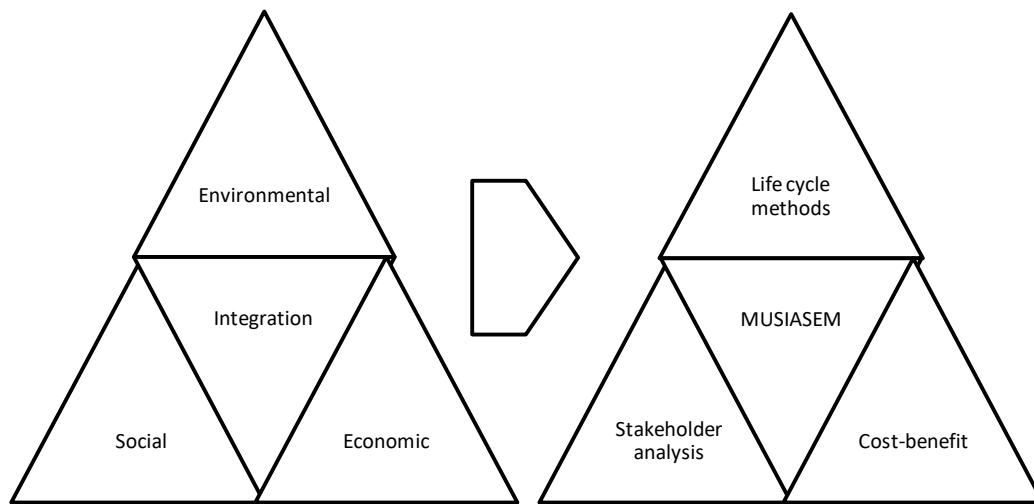 Environmental
Integration
Social
Economic
Life cycle
methods
MUSIASEM
Stakeholder
analysis
Cost-benefit